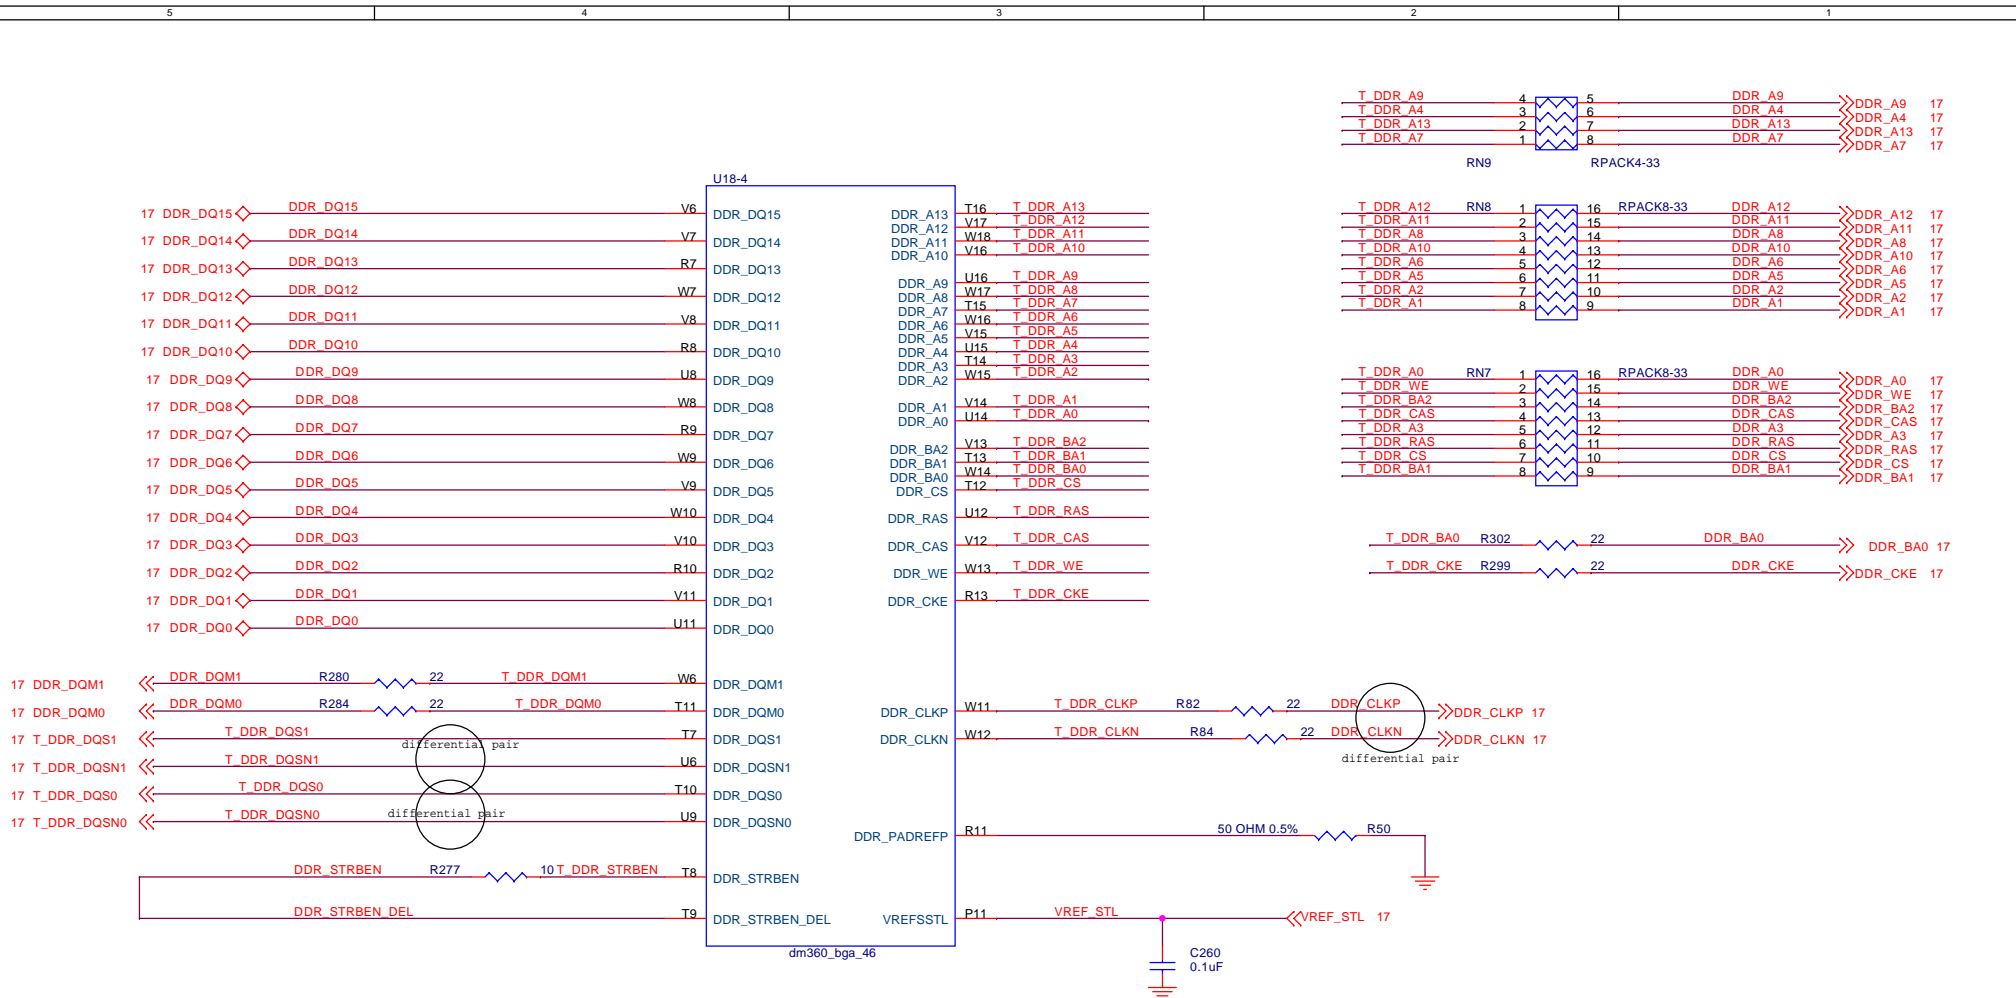 5 4 3 2 1
T_DDR_A9 4 5 DDR_A9 DDR_A9 17
T_DDR_A4 3 6 DDR_A4 DDR_A4 17
T_DDR_A13 2 7 DDR_A13 DDR_A13 17
T_DDR_A7 1 8 DDR_A7 DDR_A7 17
RN9 RPACK4-33
T_DDR_A12 RN8 1 16 RPACK8-33 DDR_A12 DDR_A12 17
T_DDR_A11 2 15 DDR_A11 DDR_A11 17
T_DDR_A8 3 14 DDR_A8 DDR_A8 17
T_DDR_A10 4 13 DDR_A10 DDR_A10 17
T_DDR_A6 5 12 DDR_A6 DDR_A6 17
T_DDR_A5 6 11 DDR_A5 DDR_A5 17
T_DDR_A2 7 10 DDR_A2 DDR_A2 17
T_DDR_A1 8 9 DDR_A1 DDR_A1 17
T_DDR_A0 RN7 1 16 RPACK8-33 DDR_A0 DDR_A0 17
T_DDR_WE 2 15 DDR_WE DDR_WE 17
T_DDR_BA2 3 14 DDR_BA2 DDR_BA2 17
T_DDR_CAS 4 13 DDR_CAS DDR_CAS 17
T_DDR_A3 5 12 DDR_A3 DDR_A3 17
T_DDR_RAS 6 11 DDR_RAS DDR_RAS 17
T_DDR_CS 7 10 DDR_CS DDR_CS 17
T_DDR_BA1 8 9 DDR_BA1 DDR_BA1 17
T_DDR_BA0 R302 22 DDR_BA0 DDR_BA0 17
T_DDR_CKE R299 22 DDR_CKE DDR_CKE 17
U18-4
17 DDR_DQ15 DDR_DQ15 V6 DDR_DQ15
17 DDR_DQ14 DDR_DQ14 V7 DDR_DQ14
17 DDR_DQ13 DDR_DQ13 R7 DDR_DQ13
17 DDR_DQ12 DDR_DQ12 W7 DDR_DQ12
17 DDR_DQ11 DDR_DQ11 V8 DDR_DQ11
17 DDR_DQ10 DDR_DQ10 R8 DDR_DQ10
17 DDR_DQ9 DDR_DQ9 U8 DDR_DQ9
17 DDR_DQ8 DDR_DQ8 W8 DDR_DQ8
17 DDR_DQ7 DDR_DQ7 R9 DDR_DQ7
17 DDR_DQ6 DDR_DQ6 W9 DDR_DQ6
17 DDR_DQ5 DDR_DQ5 V9 DDR_DQ5
17 DDR_DQ4 DDR_DQ4 W10 DDR_DQ4
17 DDR_DQ3 DDR_DQ3 V10 DDR_DQ3
17 DDR_DQ2 DDR_DQ2 R10 DDR_DQ2
17 DDR_DQ1 DDR_DQ1 V11 DDR_DQ1
17 DDR_DQ0 DDR_DQ0 U11 DDR_DQ0
17 DDR_DQM1 DDR_DQM1 R280 22 T_DDR_DQM1 W6 DDR_DQM1
17 DDR_DQM0 DDR_DQM0 R284 22 T_DDR_DQM0 T11 DDR_DQM0
17 T_DDR_DQS1 T_DDR_DQS1 T7 DDR_DQS1
differential pair
17 T_DDR_DQSN1 T_DDR_DQSN1 U6 DDR_DQSN1
17 T_DDR_DQS0 T_DDR_DQS0 T10 DDR_DQS0
differential pair
17 T_DDR_DQSN0 T_DDR_DQSN0 U9 DDR_DQSN0
DDR_STRBEN R277 10 T_DDR_STRBEN T8 DDR_STRBEN
DDR_STRBEN_DEL T9 DDR_STRBEN_DEL
DDR_A13 T16 T_DDR_A13
DDR_A12 V17 T_DDR_A12
DDR_A11 W18 T_DDR_A11
DDR_A10 V16 T_DDR_A10
DDR_A9 U16 T_DDR_A9
DDR_A8 W17 T_DDR_A8
DDR_A7 T15 T_DDR_A7
DDR_A6 W16 T_DDR_A6
DDR_A5 V15 T_DDR_A5
DDR_A4 U15 T_DDR_A4
DDR_A3 T14 T_DDR_A3
DDR_A2 W15 T_DDR_A2
DDR_A1 V14 T_DDR_A1
DDR_A0 U14 T_DDR_A0
DDR_BA2 V13 T_DDR_BA2
DDR_BA1 T13 T_DDR_BA1
DDR_BA0 W14 T_DDR_BA0
DDR_CS T12 T_DDR_CS
DDR_RAS U12 T_DDR_RAS
DDR_CAS V12 T_DDR_CAS
DDR_WE W13 T_DDR_WE
DDR_CKE R13 T_DDR_CKE
DDR_CLKP W11 T_DDR_CLKP R82 22 DDR_CLKP DDR_CLKP 17
DDR_CLKN W12 T_DDR_CLKN R84 22 DDR_CLKN DDR_CLKN 17
differential pair
DDR_PADREFP R11 50 OHM 0.5% R50
VREFSSTL P11 VREF_STL VREF_STL 17
C260
0.1uF
dm360_bga_46